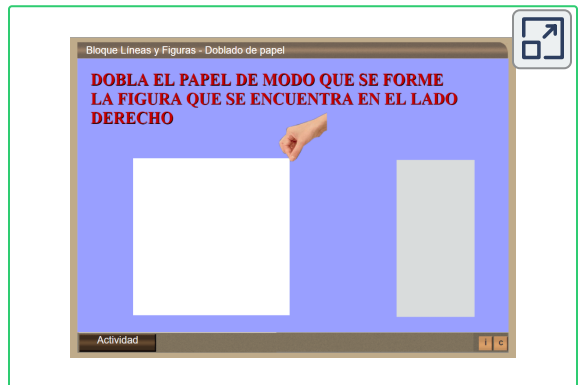 Bloque Líneas y Figuras - Doblado de papel
DOBLA EL PAPEL DE MODO QUE SE FORME
LA FIGURA QUE SE ENCUENTRA EN EL LADO
DERECHO
Actividad
i c